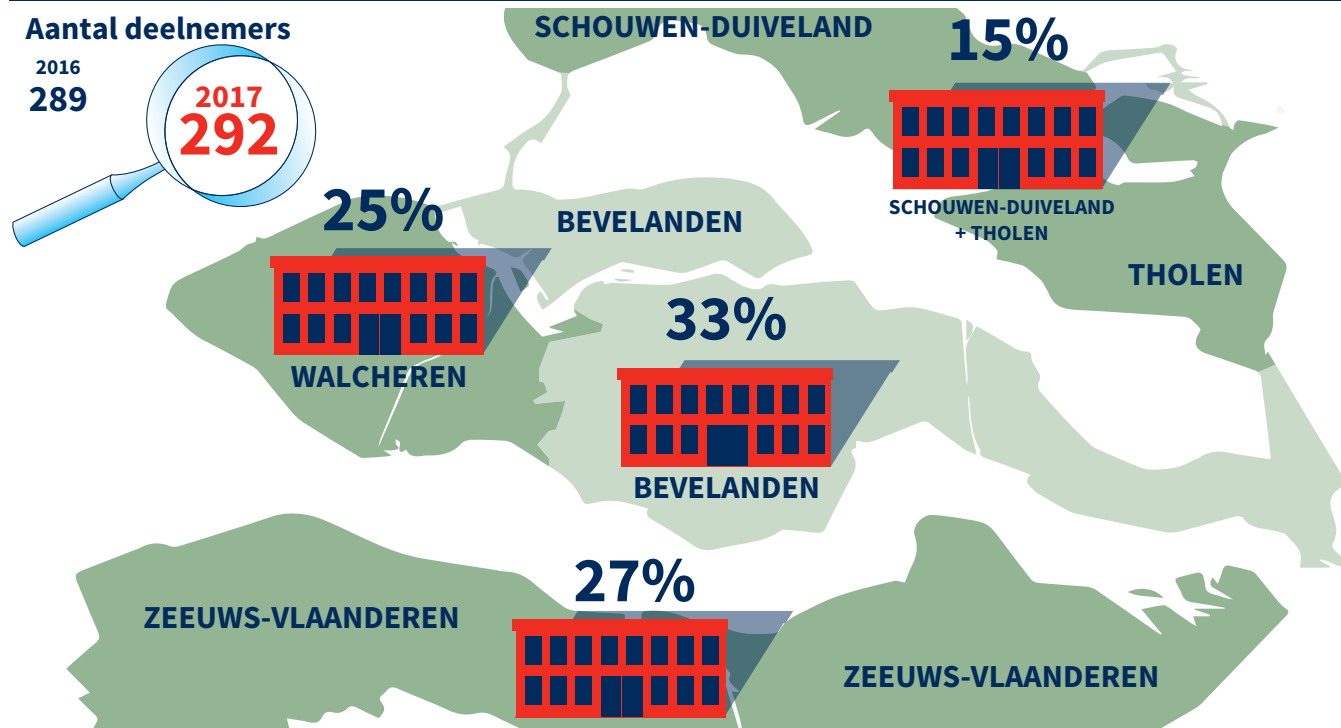 Aantal deelnemers
2016
289
2017
292
SCHOUWEN-DUIVELAND
15%
SCHOUWEN-DUIVELAND
+ THOLEN
THOLEN
25%
WALCHEREN
BEVELANDEN
33%
BEVELANDEN
27%
ZEEUWS-VLAANDEREN
ZEEUWS-VLAANDEREN